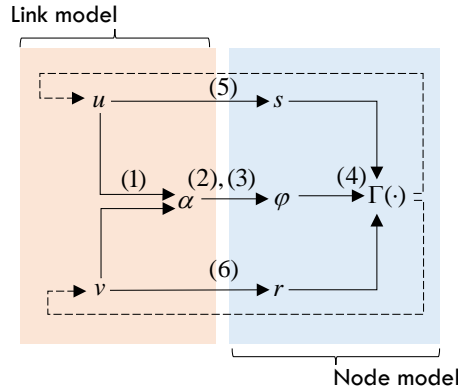 Link model
u (5) s
(1) α (2),(3) φ (4) Γ(·)
v (6) r
Node model